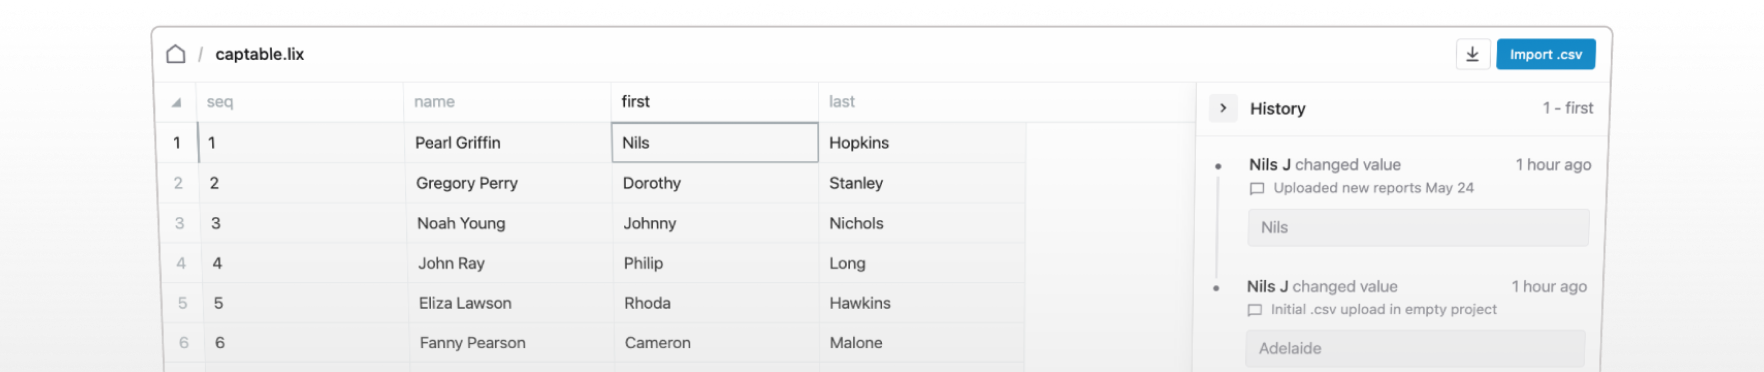 / captable.lix
Import .csv
seq name first last
1 1 Pearl Griffin Nils Hopkins
2 2 Gregory Perry Dorothy Stanley
3 3 Noah Young Johnny Nichols
4 4 John Ray Philip Long
5 5 Eliza Lawson Rhoda Hawkins
6 6 Fanny Pearson Cameron Malone
History 1 - first
Nils J changed value 1 hour ago
Uploaded new reports May 24
Nils
Nils J changed value 1 hour ago
Initial .csv upload in empty project
Adelaide